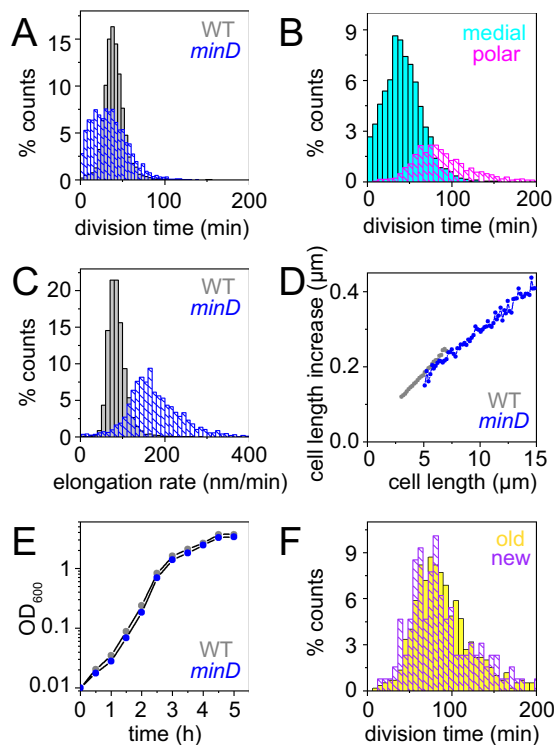 A
WT
minD
% counts
15
10
5
0
0 100 200
division time (min)
B
medial
polar
% counts
9
6
3
0
0 100 200
division time (min)
C
WT
minD
% counts
20
10
0
0 200 400
elongation rate (nm/min)
D
cell length increase (µm)
0.4
0.2
0.0
WT
minD
0 5 10 15
cell length (µm)
E
OD600
1
0.1
0.01
WT
minD
0 1 2 3 4 5
time (h)
F
old
new
% counts
9
6
3
0
0 100 200
division time (min)